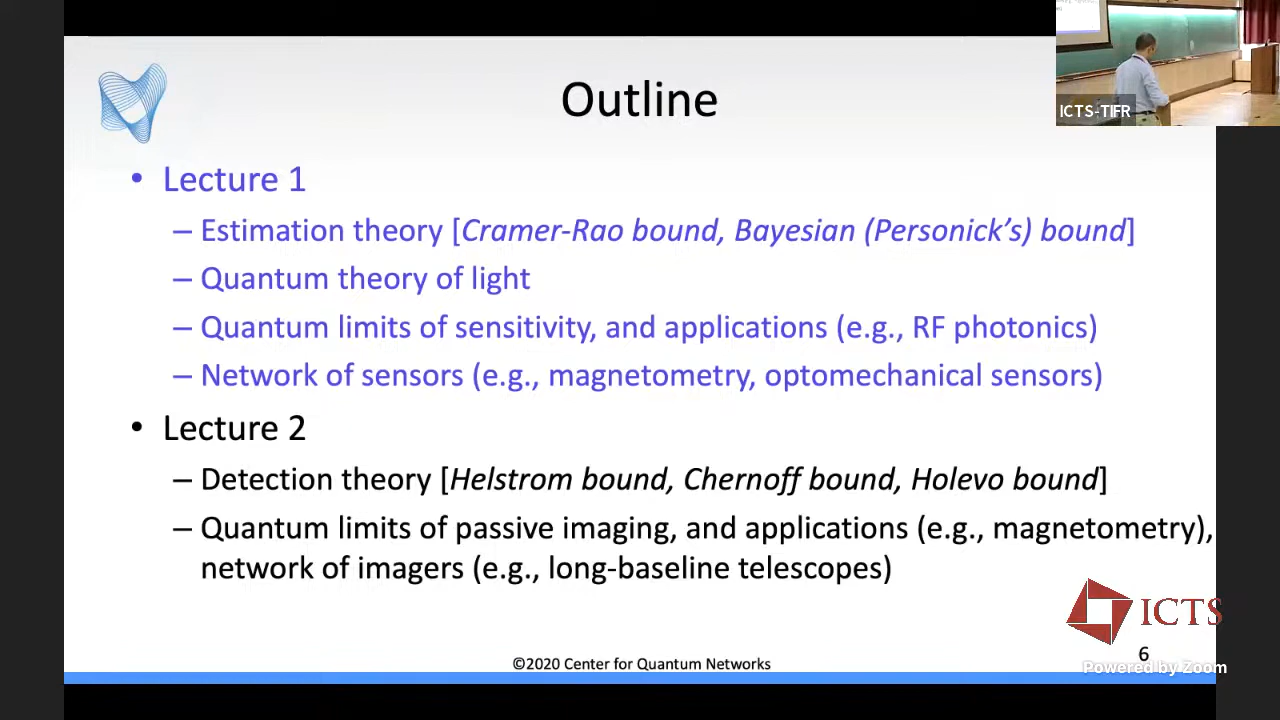 Outline
ICTS-TIFR
• Lecture 1
– Estimation theory [Cramer-Rao bound, Bayesian (Personick’s) bound]
– Quantum theory of light
– Quantum limits of sensitivity, and applications (e.g., RF photonics)
– Network of sensors (e.g., magnetometry, optomechanical sensors)
• Lecture 2
– Detection theory [Helstrom bound, Chernoff bound, Holevo bound]
– Quantum limits of passive imaging, and applications (e.g., magnetometry),
network of imagers (e.g., long-baseline telescopes)
ICTS
6
©2020 Center for Quantum Networks
Powered by Zoom